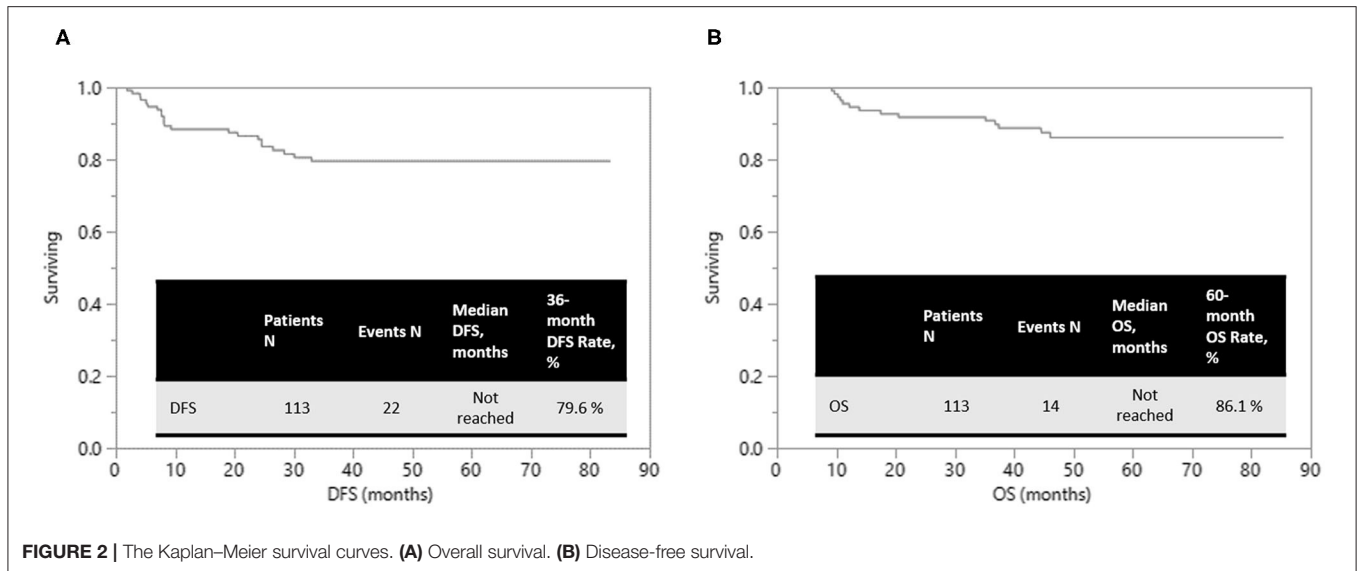 A
1.0
0.8
0.6
0.4
0.2
0.0
Surviving
Patients
N
Events N
Median
DFS,
months
36-
month
DFS Rate,
%
DFS
113
22
Not
reached
79.6 %
0 10 20 30 40 50 60 70 80 90
DFS (months)
B
1.0
0.8
0.6
0.4
0.2
0.0
Surviving
Patients
N
Events N
Median
OS,
months
60-
month
OS Rate,
%
OS
113
14
Not
reached
86.1 %
0 10 20 30 40 50 60 70 80 90
OS (months)
FIGURE 2 | The Kaplan–Meier survival curves. (A) Overall survival. (B) Disease-free survival.